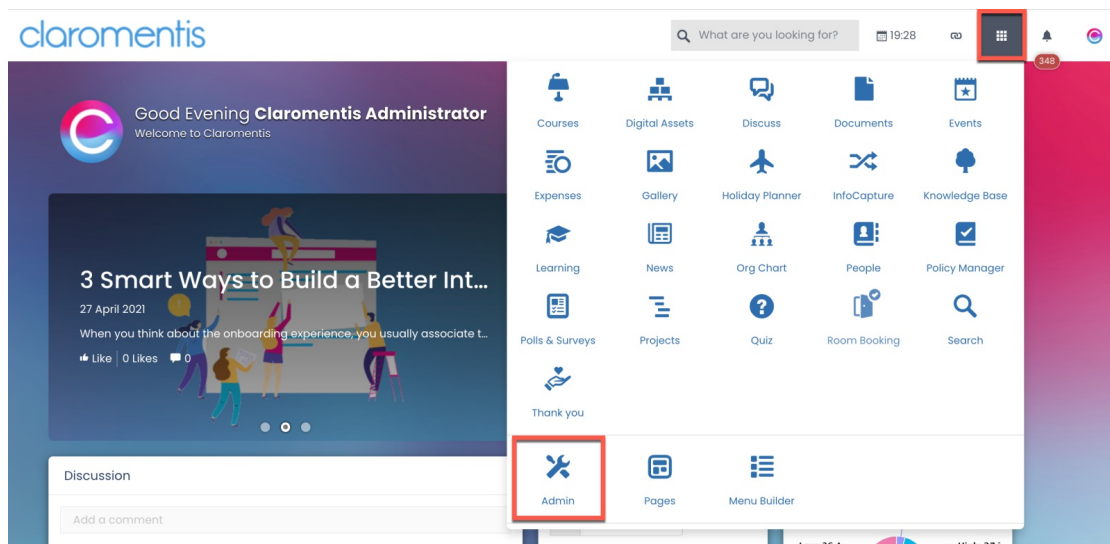 claromentis
What are you looking for?
19:28
348
Good Evening Claromentis Administrator
Welcome to Claromentis
3 Smart Ways to Build a Better Int...
27 April 2021
When you think about the onboarding experience, you usually associate t...
Like | 0 Likes 0
Discussion
Add a comment
Courses Digital Assets Discuss Documents Events
Expenses Gallery Holiday Planner InfoCapture Knowledge Base
Learning News Org Chart People Policy Manager
Polls & Surveys Projects Quiz Room Booking Search
Thank you
Admin Pages Menu Builder